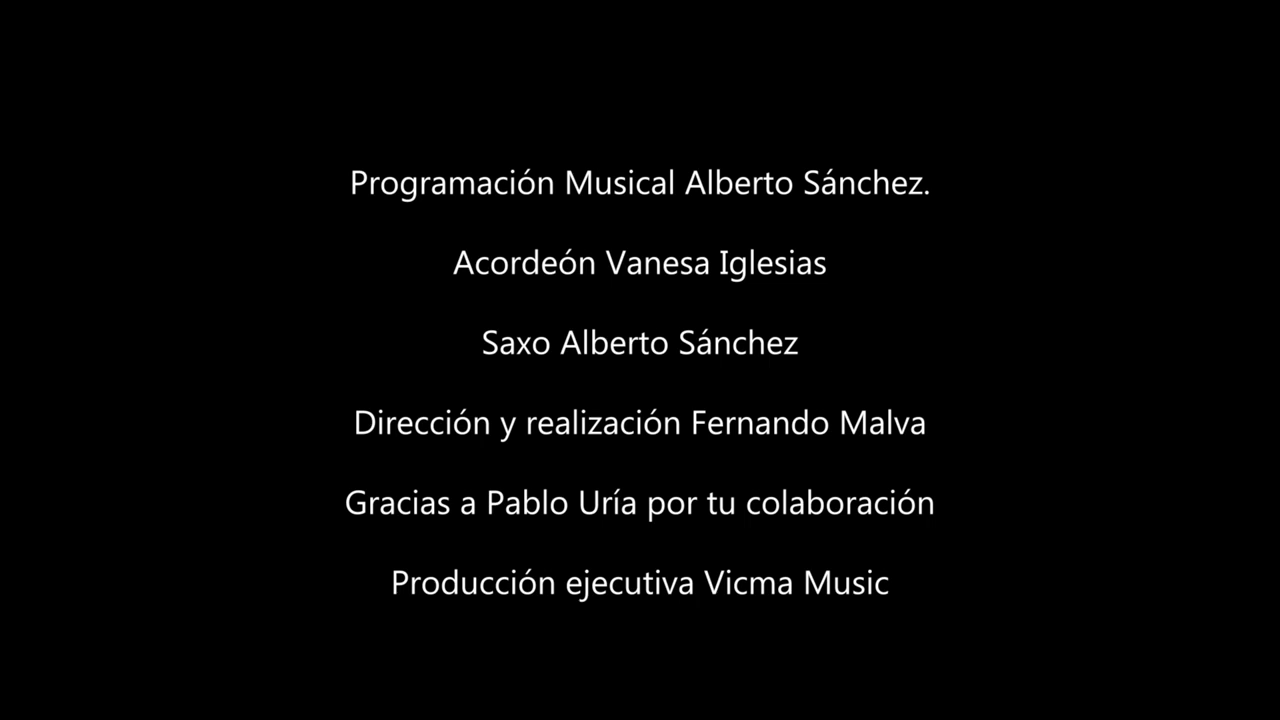 Programación Musical Alberto Sánchez.
Acordeón Vanesa Iglesias
Saxo Alberto Sánchez
Dirección y realización Fernando Malva
Gracias a Pablo Uría por tu colaboración
Producción ejecutiva Vicma Music